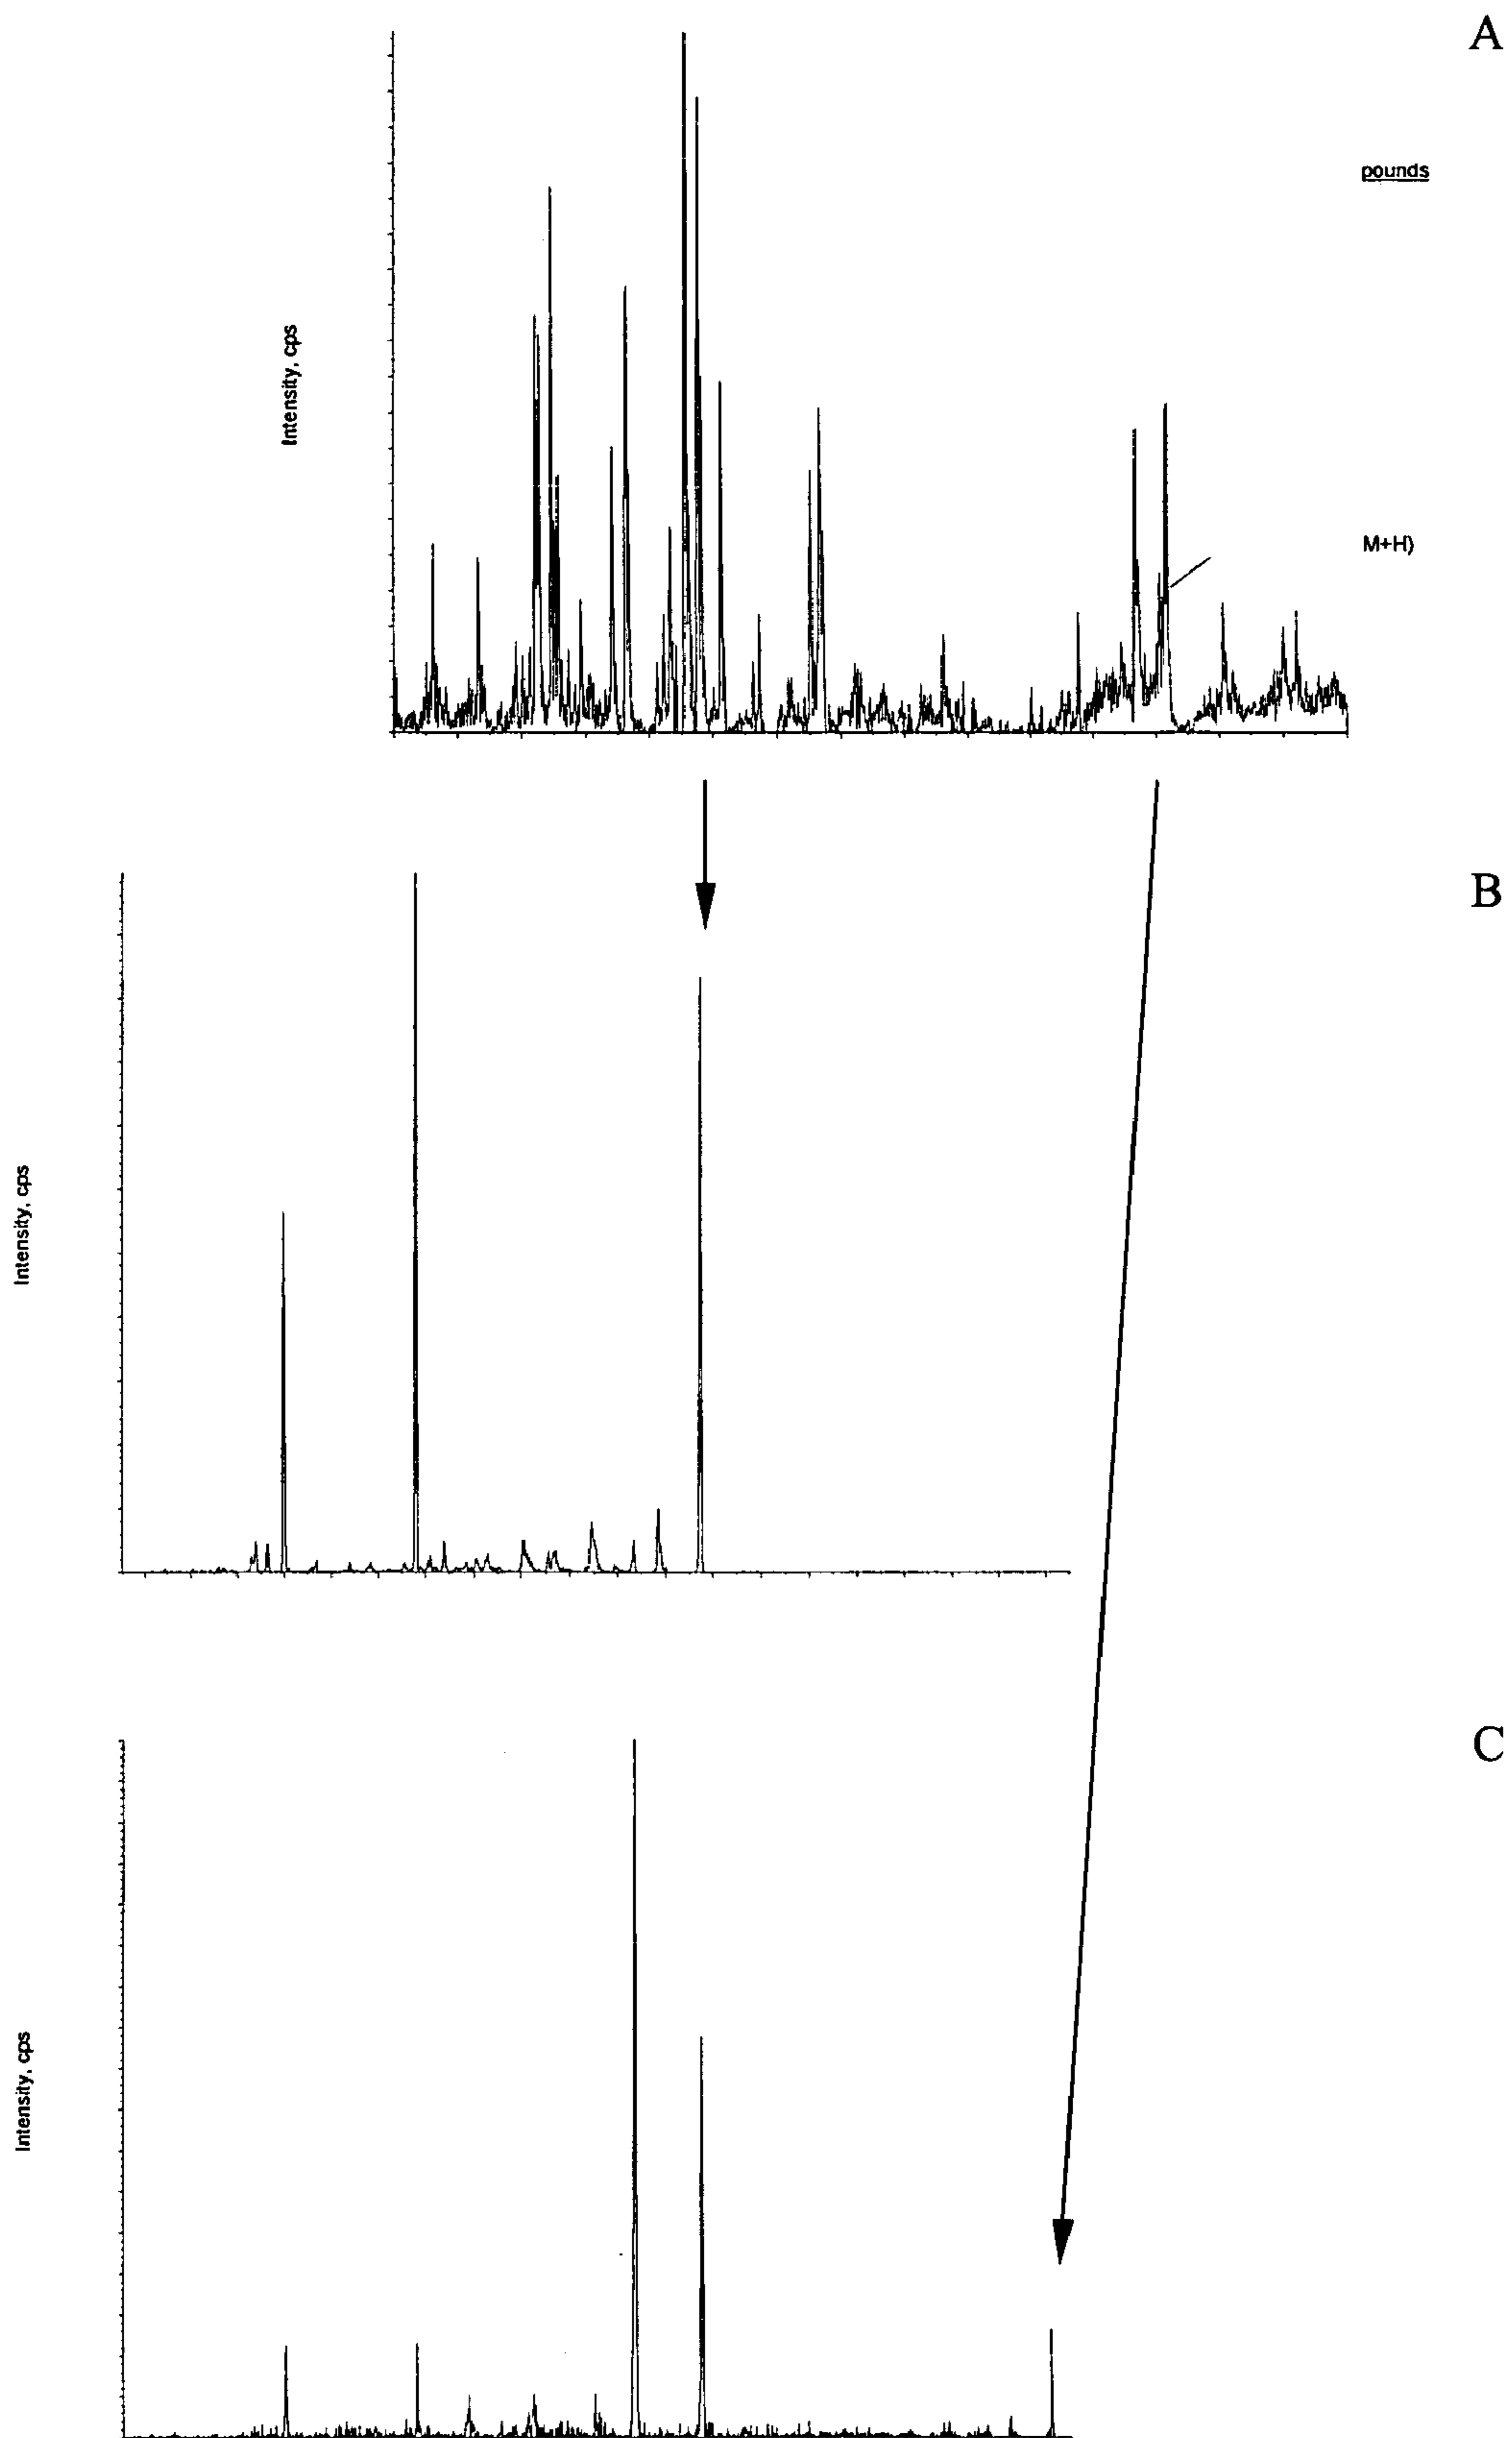 A
pounds
Intensity, cps
M+H)
B
Intensity, cps
C
Intensity, cps